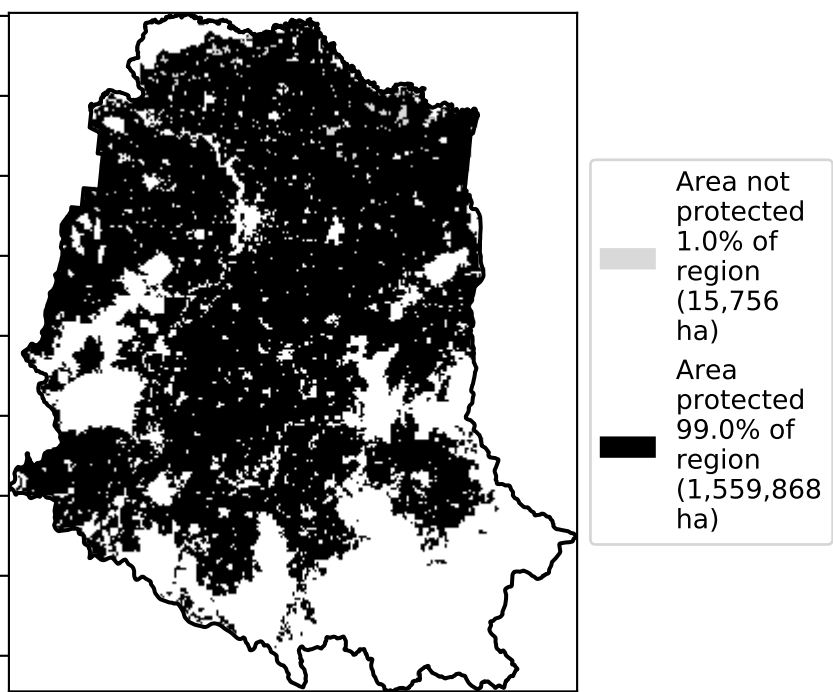 Area not
protected
1.0% of
region
(15,756
ha)
Area
protected
99.0% of
region
(1,559,868
ha)